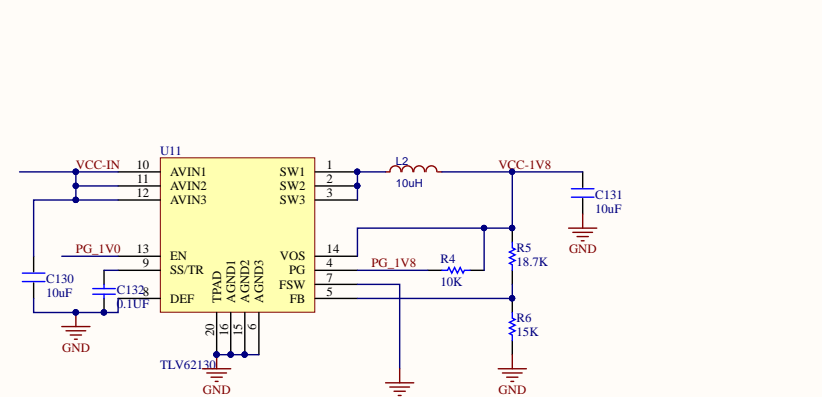 U11
VCC-IN 10 AVIN1 SW1 1 L2 VCC-1V8
11 AVIN2 SW2 2 10uH
12 AVIN3 SW3 3
C131
10uF
GND
PG_1V0 13 EN VOS 14 R5
9 SS/TR PG 4 PG_1V8 R4 18.7K
C130 FSW 7 10K
10uF C132 0.1UF 8 DEF FB 5
TPAD AGND1 AGND2 AGND3
R6
15K
20 16 15 6
GND
TLV62130
GND GND